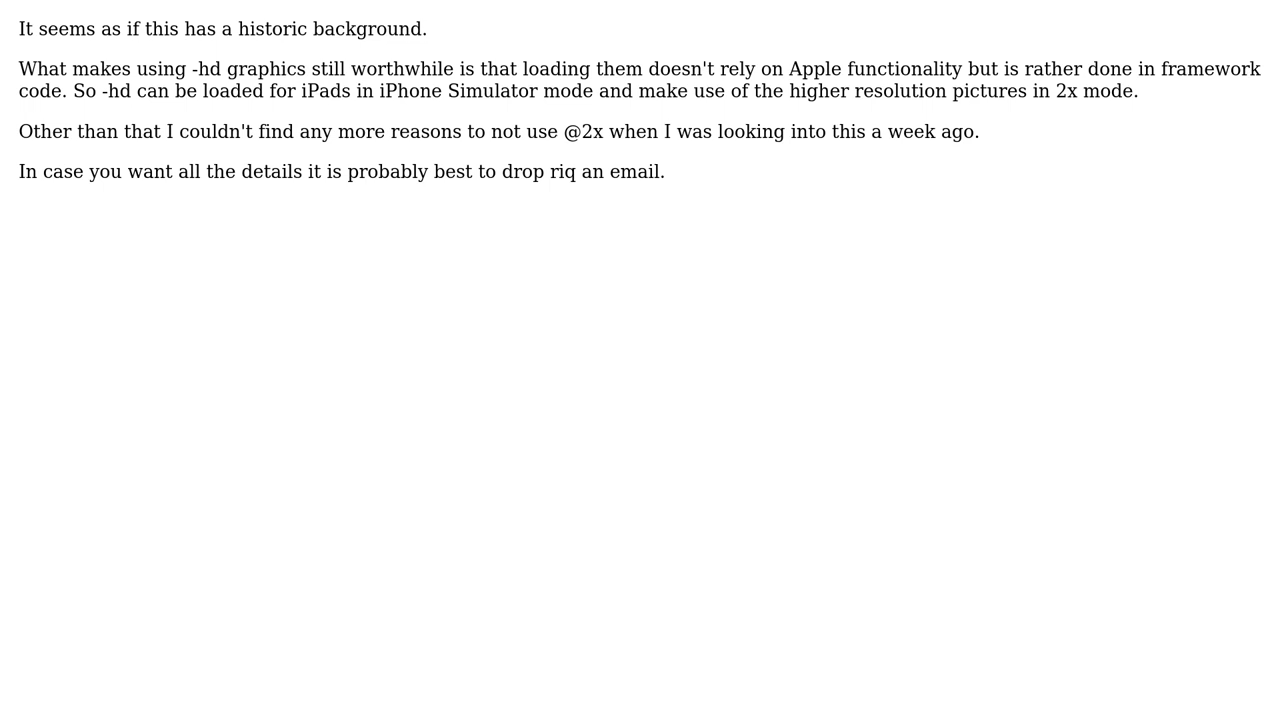 It seems as if this has a historic background.
What makes using -hd graphics still worthwhile is that loading them doesn't rely on Apple functionality but is rather done in framework
code. So -hd can be loaded for iPads in iPhone Simulator mode and make use of the higher resolution pictures in 2x mode.
Other than that I couldn't find any more reasons to not use @2x when I was looking into this a week ago.
In case you want all the details it is probably best to drop riq an email.